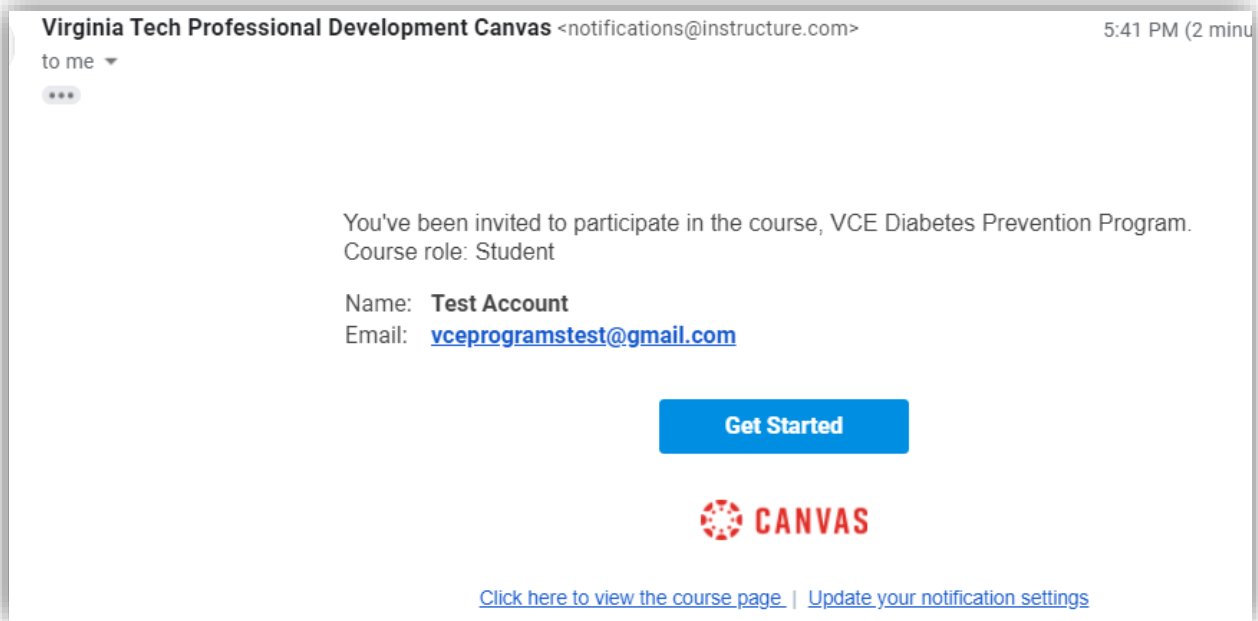 Virginia Tech Professional Development Canvas <notifications@instructure.com> 5:41 PM (2 minu
to me
You've been invited to participate in the course, VCE Diabetes Prevention Program.
Course role: Student
Name: Test Account
Email: vceprogramstest@gmail.com
Get Started
CANVAS
Click here to view the course page | Update your notification settings